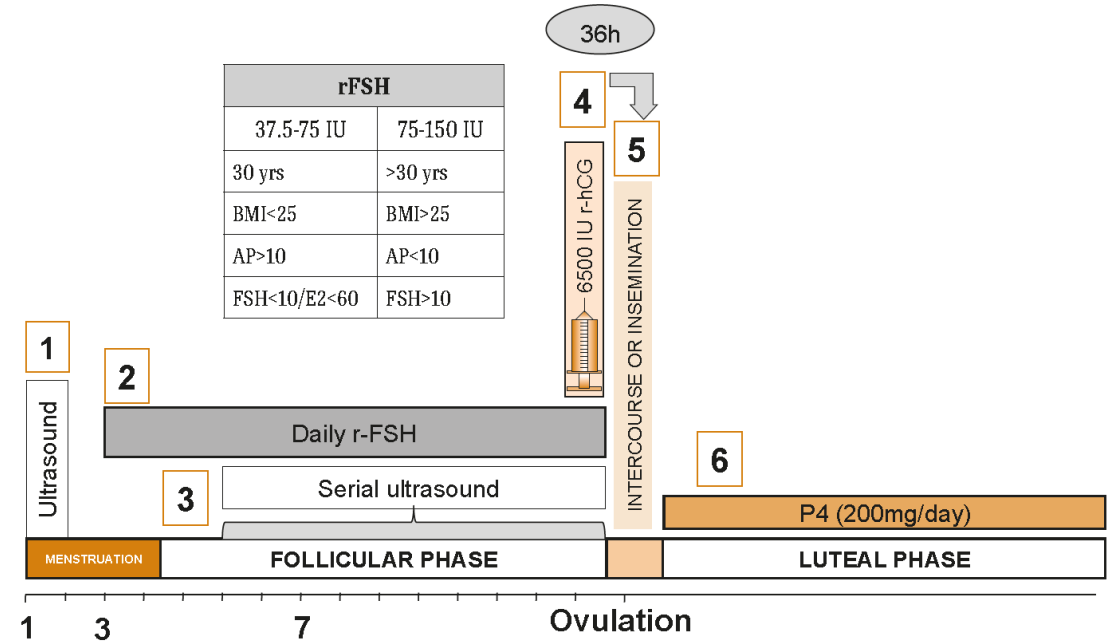 36h
rFSH
37.5-75 IU 75-150 IU
30 yrs >30 yrs
BMI<25 BMI>25
AP>10 AP<10
FSH<10/E2<60 FSH>10
4
5
6500 IU r-hCG
INTERCOURSE OR INSEMINATION
1
Ultrasound
2
Daily r-FSH
3
Serial ultrasound
6
P4 (200mg/day)
MENSTRUATION FOLLICULAR PHASE LUTEAL PHASE
1 3 7 Ovulation